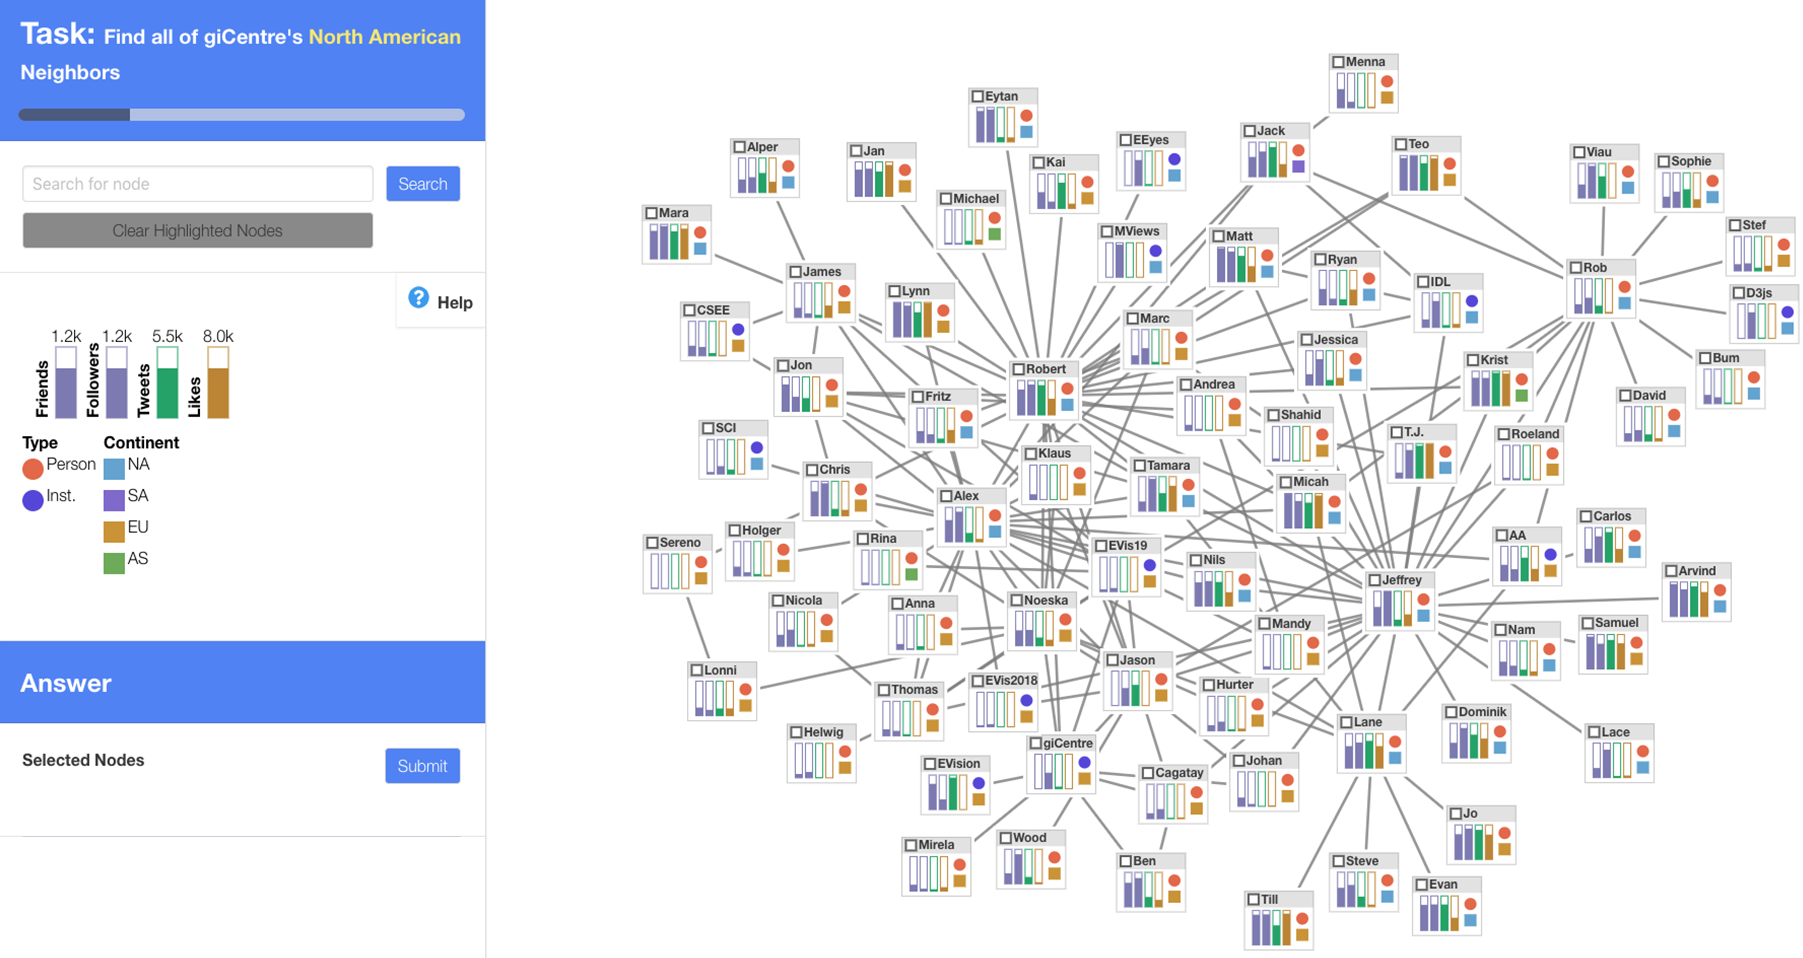 Task: Find all of giCentre's North American
Neighbors
Search for node
Search
Clear Highlighted Nodes
? Help
1.2k 1.2k 5.5k 8.0k
Friends
Followers
Tweets
Likes
Type Continent
Person NA
Inst. SA
EU
AS
Answer
Selected Nodes
Submit
Menna
Eytan
Jack
EEyes
Teo
Alper
Jan
Kai
Viau
Sophie
Michael
Mara
Stef
MViews
Matt
Ryan
Rob
James
IDL
Lynn
D3js
CSEE
Marc
Jessica
Bum
Krist
Jon
Robert
Andrea
Fritz
David
Shahid
SCI
T.J.
Roeland
Klaus
Tamara
Chris
Micah
Alex
Carlos
Holger
AA
Rina
Sereno
EVis19
Nils
Arvind
Jeffrey
Nicola
Anna
Noeska
Mandy
Samuel
Nam
Jason
Lonni
EVis2018
Hurter
Thomas
Dominik
Lane
Helwig
Lace
giCentre
EVision
Johan
Cagatay
Jo
Wood
Mirela
Ben
Steve
Evan
Till